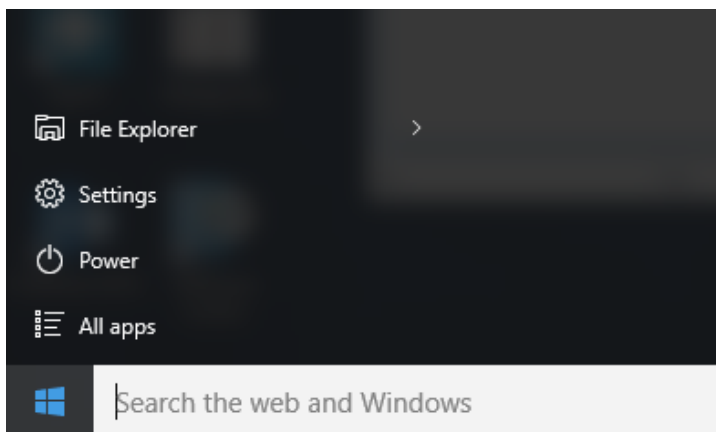 File Explorer
Settings
Power
All apps
Search the web and Windows